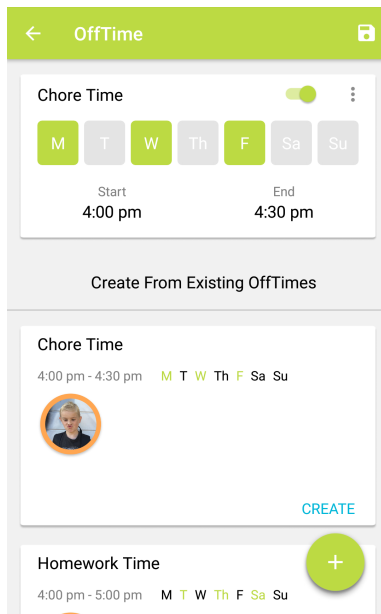 OffTime
Chore Time
M T W Th F Sa Su
Start End
4:00 pm 4:30 pm
Create From Existing OffTimes
Chore Time
4:00 pm - 4:30 pm M T W Th F Sa Su
CREATE
Homework Time
4:00 pm - 5:00 pm M T W Th F Sa Su